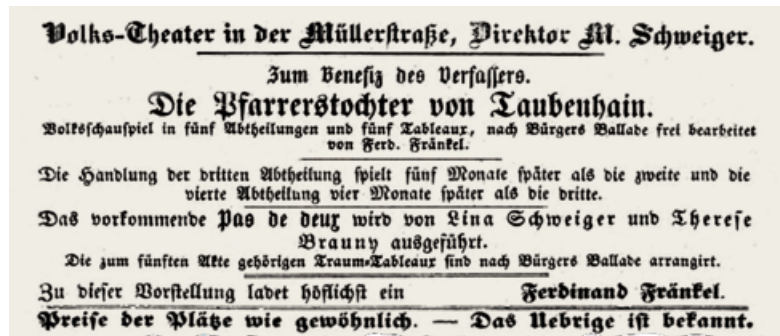 Volks-Theater in der Müllerstraße, Direktor M. Schweiger.
Zum Benefiz des Verfassers.
Die Pfarrerstochter von Taubenhain.
Volksschauspiel in fünf Abtheilungen und fünf Tableaux, nach Bürgers Ballade frei bearbeitet
von Ferd. Fränkel.
Die Handlung der dritten Abtheilung spielt fünf Monate später als die zweite und die
vierte Abtheilung vier Monate später als die dritte.
Das vorkommende Pas de deux wird von Lina Schweiger und Therese
Brauny ausgeführt.
Die zum fünften Akte gehörigen Traum-Tableaux sind nach Bürgers Ballade arrangirt.
Zu dieser Vorstellung ladet höflichst ein Ferdinand Fränkel.
Preise der Plätze wie gewöhnlich. — Das Uebrige ist bekannt.